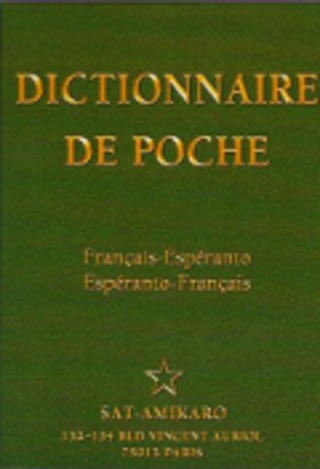 DICTIONNAIRE
DE POCHE
Français-Espéranto
Espéranto-Français
SAT-AMIKARO
132-134 BLD VINCENT AURIOL
75013 PARIS